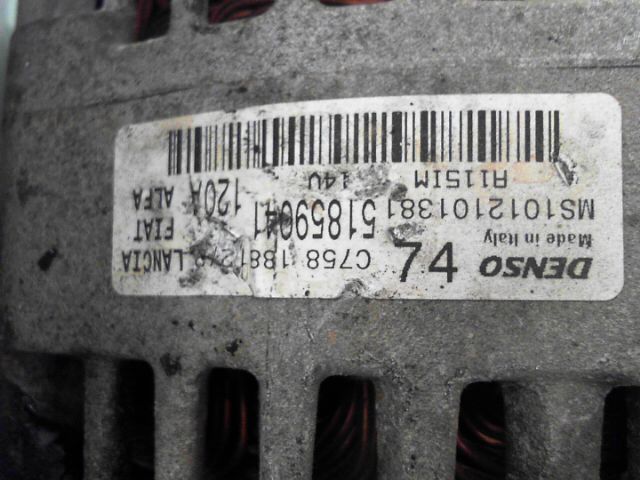 DENSO 74 C758 LANCIA
Made in Italy
MS1012101381 51859041 FIAT
A115IM 14V 120A ALFA